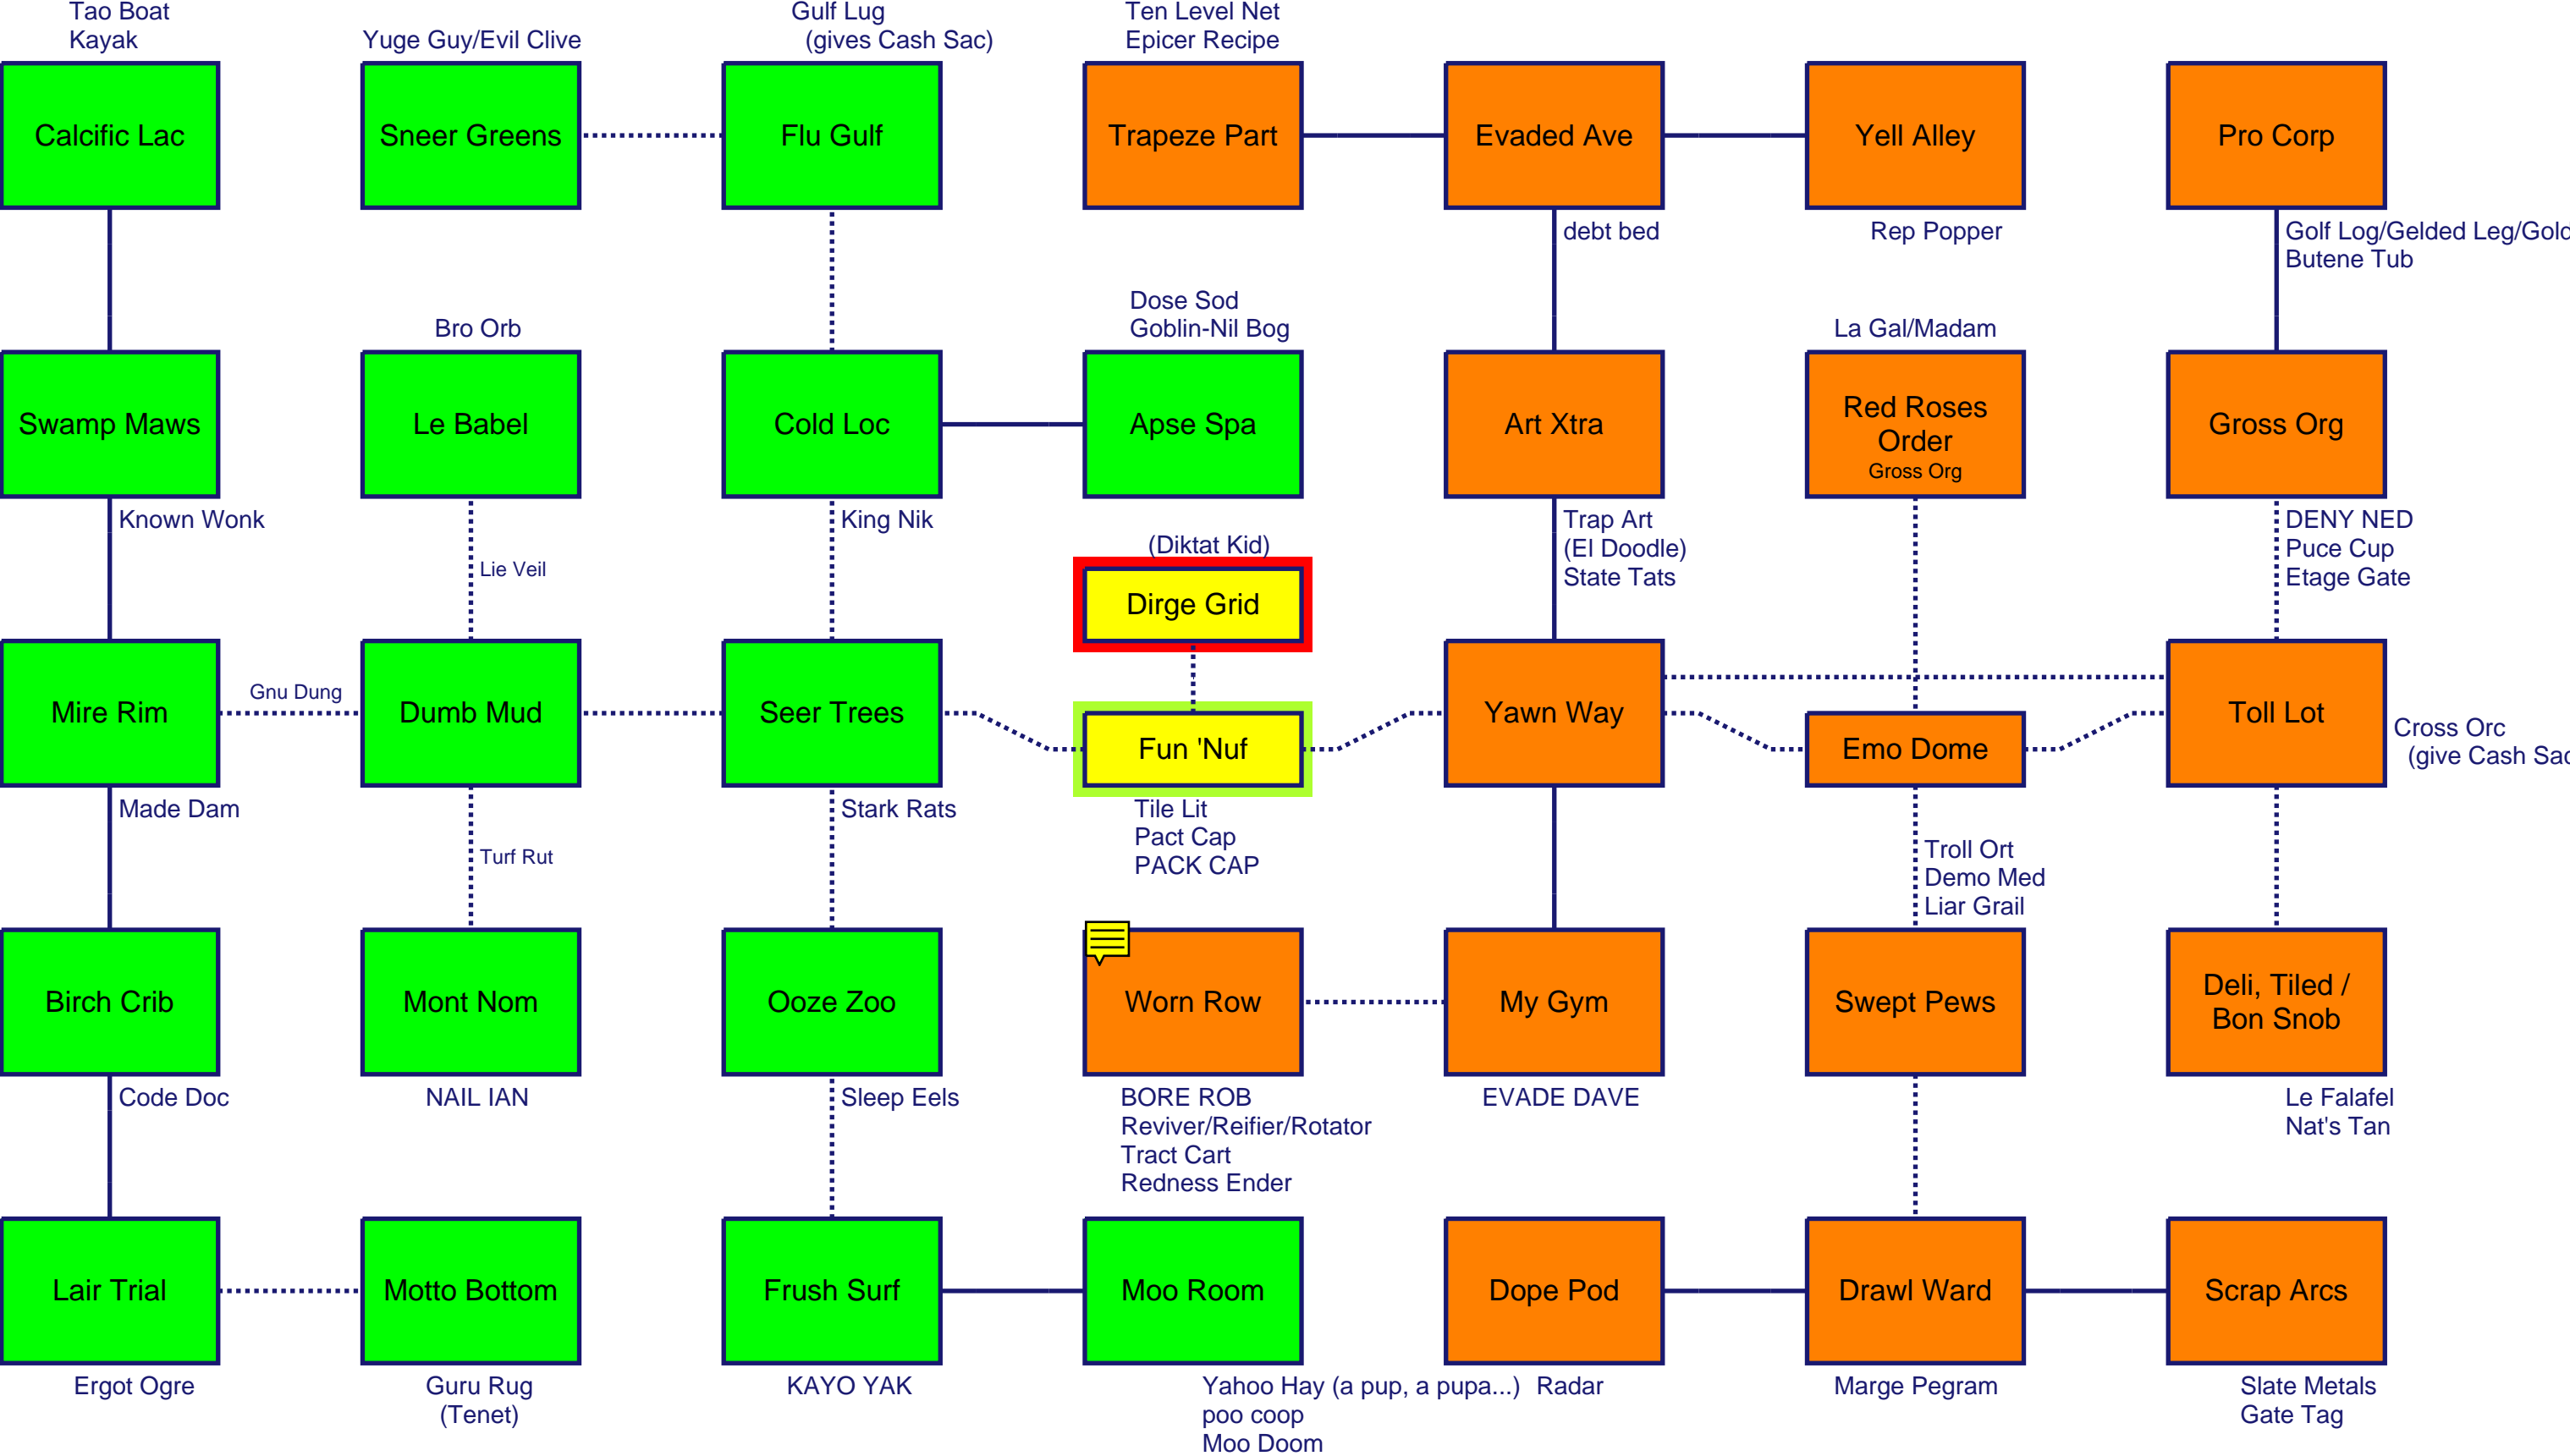 Tao Boat
Kayak
Yuge Guy/Evil Clive
Gulf Lug
(gives Cash Sac)
Ten Level Net
Epicer Recipe
Calcific Lac
Sneer Greens
Flu Gulf
Trapeze Part
Evaded Ave
Yell Alley
Pro Corp
debt bed
Rep Popper
Golf Log/Gelded Leg/Gold
Butene Tub
Bro Orb
Dose Sod
Goblin-Nil Bog
La Gal/Madam
Swamp Maws
Le Babel
Cold Loc
Apse Spa
Art Xtra
Red Roses
Order
Gross Org
Gross Org
Known Wonk
Lie Veil
King Nik
(Diktat Kid)
Trap Art
(El Doodle)
State Tats
DENY NED
Puce Cup
Etage Gate
Dirge Grid
Gnu Dung
Mire Rim
Dumb Mud
Seer Trees
Fun 'Nuf
Yawn Way
Emo Dome
Toll Lot
Cross Orc
(give Cash Sac
Made Dam
Turf Rut
Stark Rats
Tile Lit
Pact Cap
PACK CAP
Troll Ort
Demo Med
Liar Grail
Birch Crib
Mont Nom
Ooze Zoo
Worn Row
My Gym
Swept Pews
Deli, Tiled /
Bon Snob
Code Doc
NAIL IAN
Sleep Eels
BORE ROB
Reviver/Reifier/Rotator
Tract Cart
Redness Ender
EVADE DAVE
Le Falafel
Nat's Tan
Lair Trial
Motto Bottom
Frush Surf
Moo Room
Dope Pod
Drawl Ward
Scrap Arcs
Ergot Ogre
Guru Rug
(Tenet)
KAYO YAK
Yahoo Hay (a pup, a pupa...)
poo coop
Moo Doom
Radar
Marge Pegram
Slate Metals
Gate Tag